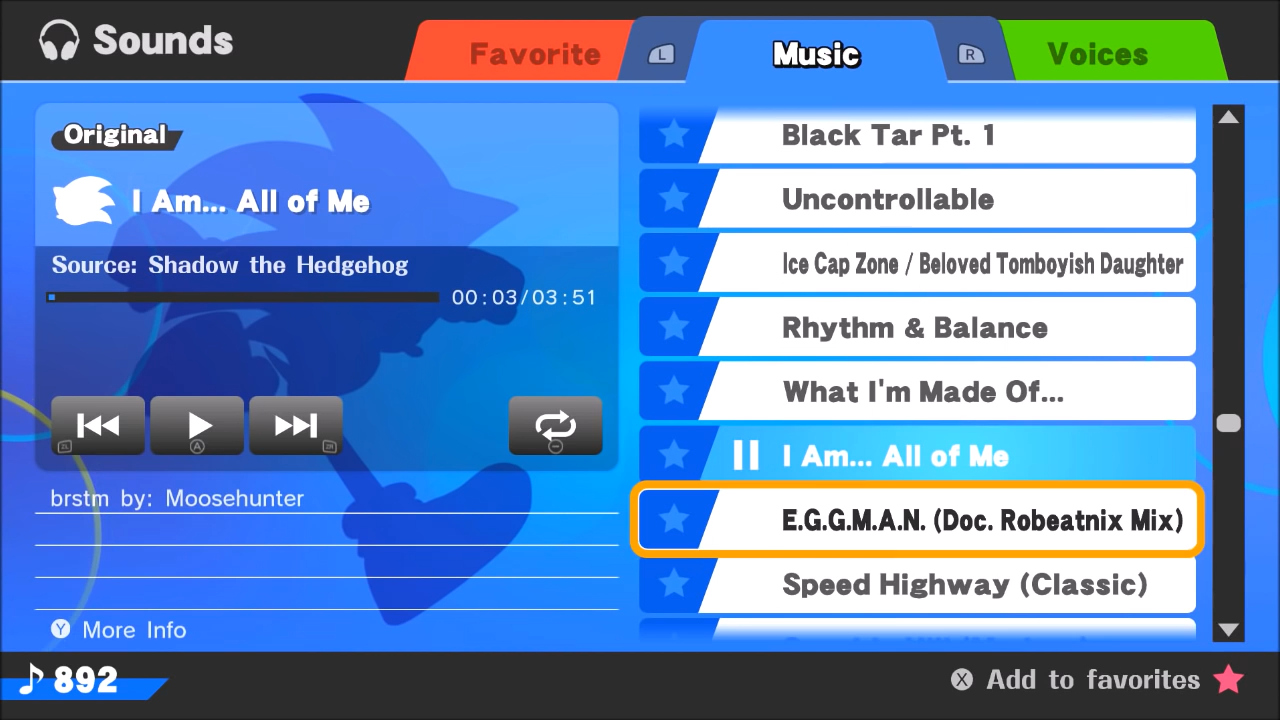 Sounds
Favorite
L
Music
R
Voices
Original
I Am... All of Me
Source: Shadow the Hedgehog
00:03/03:51
ZL
A
ZR
brstm by: Moosehunter
Y More Info
Black Tar Pt. 1
Uncontrollable
Ice Cap Zone / Beloved Tomboyish Daughter
Rhythm & Balance
What I'm Made Of...
I Am... All of Me
E.G.G.M.A.N. (Doc. Robeatnix Mix)
Speed Highway (Classic)
892
X Add to favorites